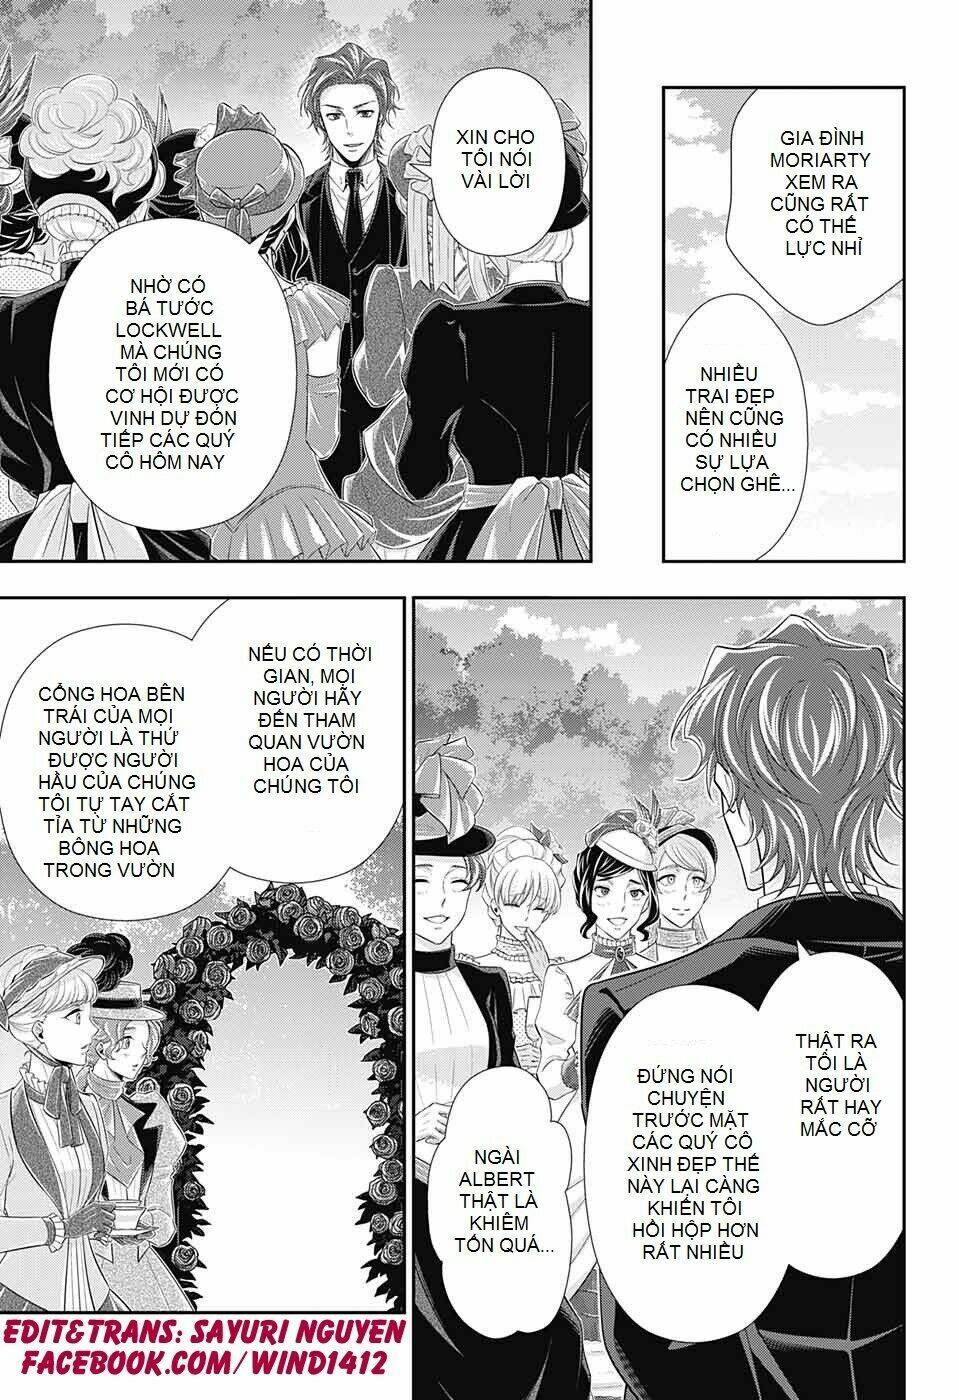 GIA ĐÌNH
MORIARTY
XEM RA
CŨNG RẤT
CÓ THẾ
LỰC NHỈ
NHIỀU
TRAI ĐẸP
NÊN CŨNG
CÓ NHIỀU
SỰ LỰA
CHỌN GHÊ...
XIN CHO
TÔI NÓI
VÀI LỜI
NHỜ CÓ
BÁ TƯỚC
LOCKWELL
MÀ CHÚNG
TÔI MỚI CÓ
CƠ HỘI ĐƯỢC
VINH DỰ ĐÓN
TIẾP CÁC QUÝ
CÔ HÔM NAY
THẬT RA
TÔI LÀ
NGƯỜI
RẤT HAY
MẮC CỠ
ĐỨNG NÓI
CHUYỆN
TRƯỚC MẶT
CÁC QUÝ CÔ
XINH ĐẸP THẾ
NÀY LẠI CÀNG
KHIẾN TÔI
HỒI HỘP HƠN
RẤT NHIỀU
NGÀI
ALBERT
THẬT LÀ
KHIÊM
TỐN QUÁ...
NẾU CÓ THỜI
GIAN, MỌI
NGƯỜI HÃY
ĐẾN THAM
QUAN VƯỜN
HOA CỦA
CHÚNG TÔI
CỔNG HOA BÊN
TRÁI CỦA MỌI
NGƯỜI LÀ THỨ
ĐƯỢC NGƯỜI
HẦU CỦA CHÚNG
TÔI TỰ TAY CẮT
TỈA TỪ NHỮNG
BÔNG HOA
TRONG VƯỜN
EDIT&TRANS: SAYURI NGUYEN
FACEBOOK.COM/WIND1412